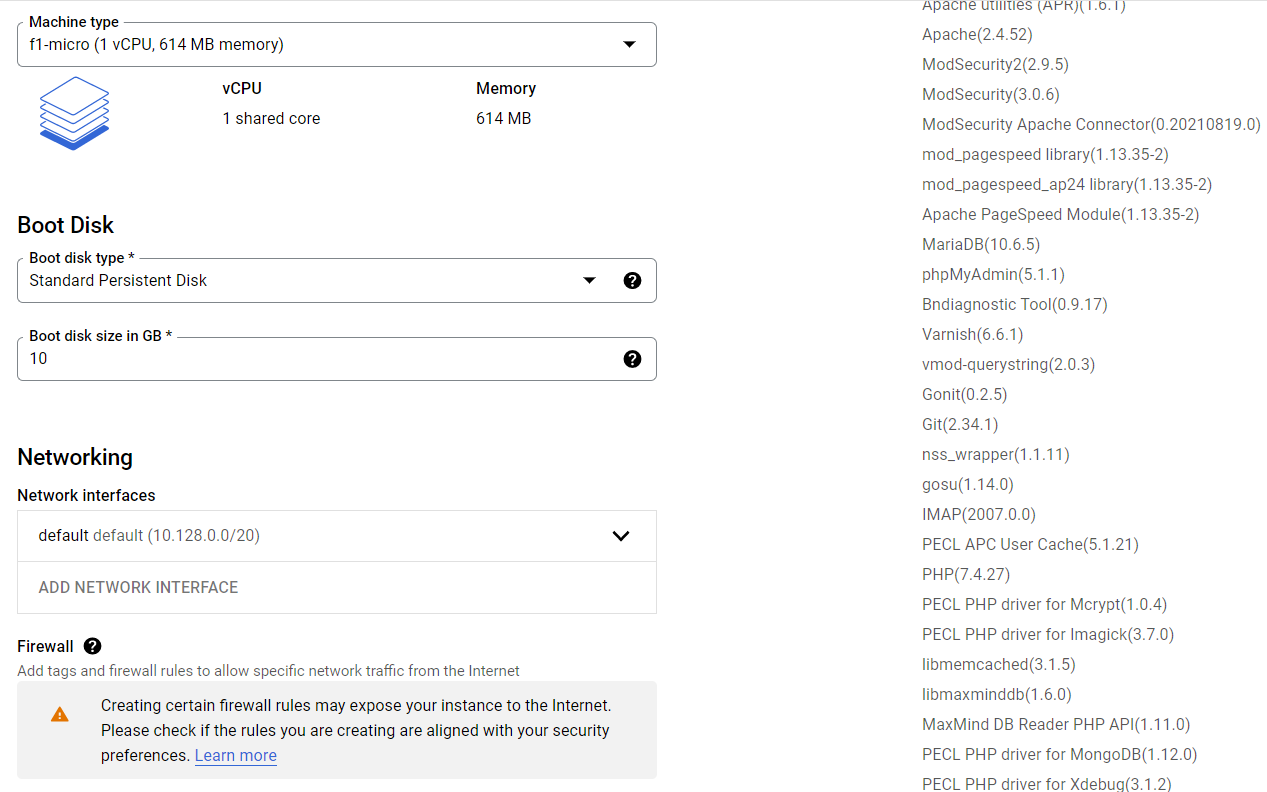 Machine type
f1-micro (1 vCPU, 614 MB memory)
vCPU
Memory
1 shared core
614 MB
Boot Disk
Boot disk type *
Standard Persistent Disk
Boot disk size in GB *
10
Networking
Network interfaces
default default (10.128.0.0/20)
ADD NETWORK INTERFACE
Firewall
Add tags and firewall rules to allow specific network traffic from the Internet
Creating certain firewall rules may expose your instance to the Internet.
Please check if the rules you are creating are aligned with your security
preferences. Learn more
Apache utilities (APR)(1.6.1)
Apache(2.4.52)
ModSecurity2(2.9.5)
ModSecurity(3.0.6)
ModSecurity Apache Connector(0.20210819.0)
mod_pagespeed library(1.13.35-2)
mod_pagespeed_ap24 library(1.13.35-2)
Apache PageSpeed Module(1.13.35-2)
MariaDB(10.6.5)
phpMyAdmin(5.1.1)
Bndiagnostic Tool(0.9.17)
Varnish(6.6.1)
vmod-querystring(2.0.3)
Gonit(0.2.5)
Git(2.34.1)
nss_wrapper(1.1.11)
gosu(1.14.0)
IMAP(2007.0.0)
PECL APC User Cache(5.1.21)
PHP(7.4.27)
PECL PHP driver for Mcrypt(1.0.4)
PECL PHP driver for Imagick(3.7.0)
libmemcached(3.1.5)
libmaxminddb(1.6.0)
MaxMind DB Reader PHP API(1.11.0)
PECL PHP driver for MongoDB(1.12.0)
PECL PHP driver for Xdebug(3.1.2)